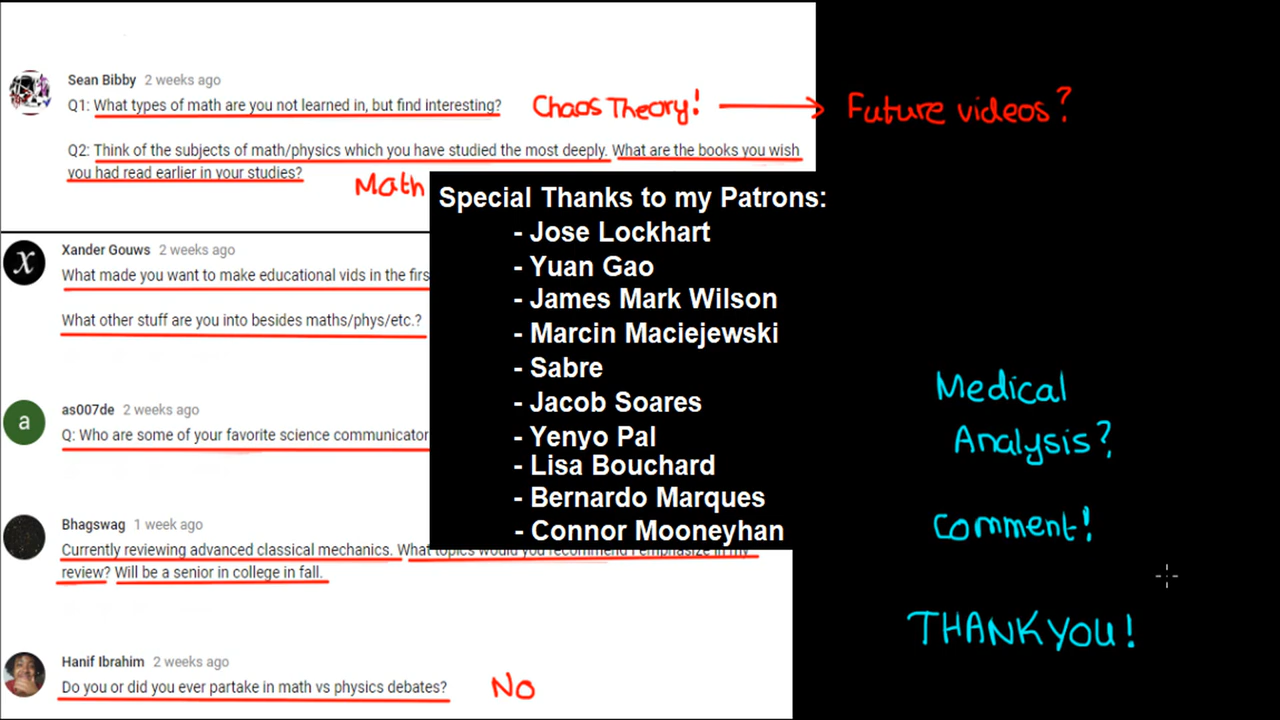 Sean Bibby 2 weeks ago
Q1: What types of math are you not learned in, but find interesting?
Chaos Theory!
Future videos?
Q2: Think of the subjects of math/physics which you have studied the most deeply. What are the books you wish
you had read earlier in your studies?
Math
Xander Gouws 2 weeks ago
What made you want to make educational vids in the firs
What other stuff are you into besides maths/phys/etc.?
as007de 2 weeks ago
Q: Who are some of your favorite science communicator
Bhagswag 1 week ago
Currently reviewing advanced classical mechanics. What topics would you recommend I emphasize in my
review? Will be a senior in college in fall.
Hanif Ibrahim 2 weeks ago
Do you or did you ever partake in math vs physics debates?
No
Special Thanks to my Patrons:
- Jose Lockhart
- Yuan Gao
- James Mark Wilson
- Marcin Maciejewski
- Sabre
- Jacob Soares
- Yenyo Pal
- Lisa Bouchard
- Bernardo Marques
- Connor Mooneyhan
Medical
Analysis?
Comment!
THANK YOU!
x
a